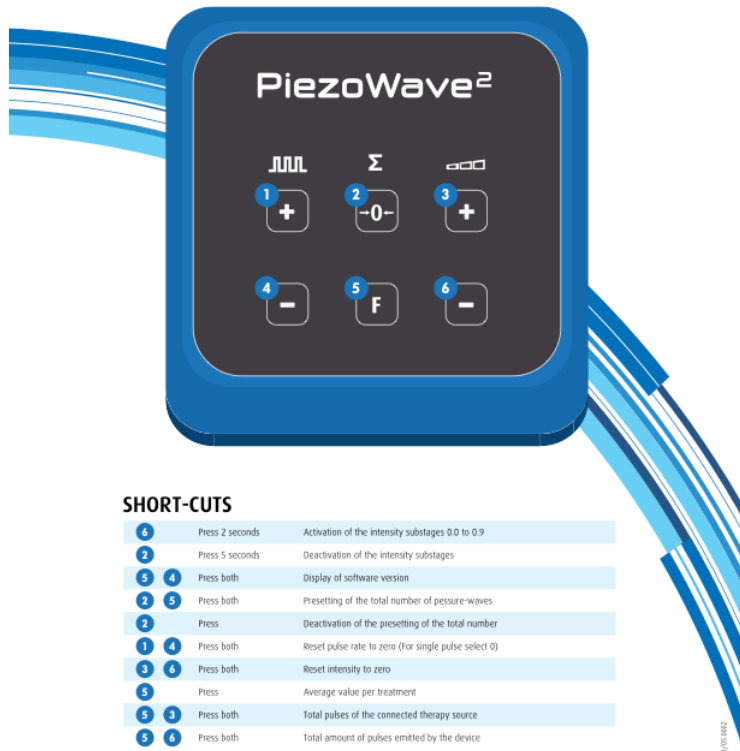 PiezoWave²
Σ
1 2 3
+ →0← +
4 5 6
- F -
SHORT-CUTS
6 Press 2 seconds Activation of the intensity substages 0.0 to 0.9
2 Press 5 seconds Deactivation of the intensity substages
5 4 Press both Display of software version
2 5 Press both Presetting of the total number of pessure-waves
2 Press Deactivation of the presetting of the total number
1 4 Press both Reset pulse rate to zero (For single pulse select 0)
3 6 Press both Reset intensity to zero
5 Press Average value per treatment
5 3 Press both Total pulses of the connected therapy source
5 6 Press both Total amount of pulses emitted by the device